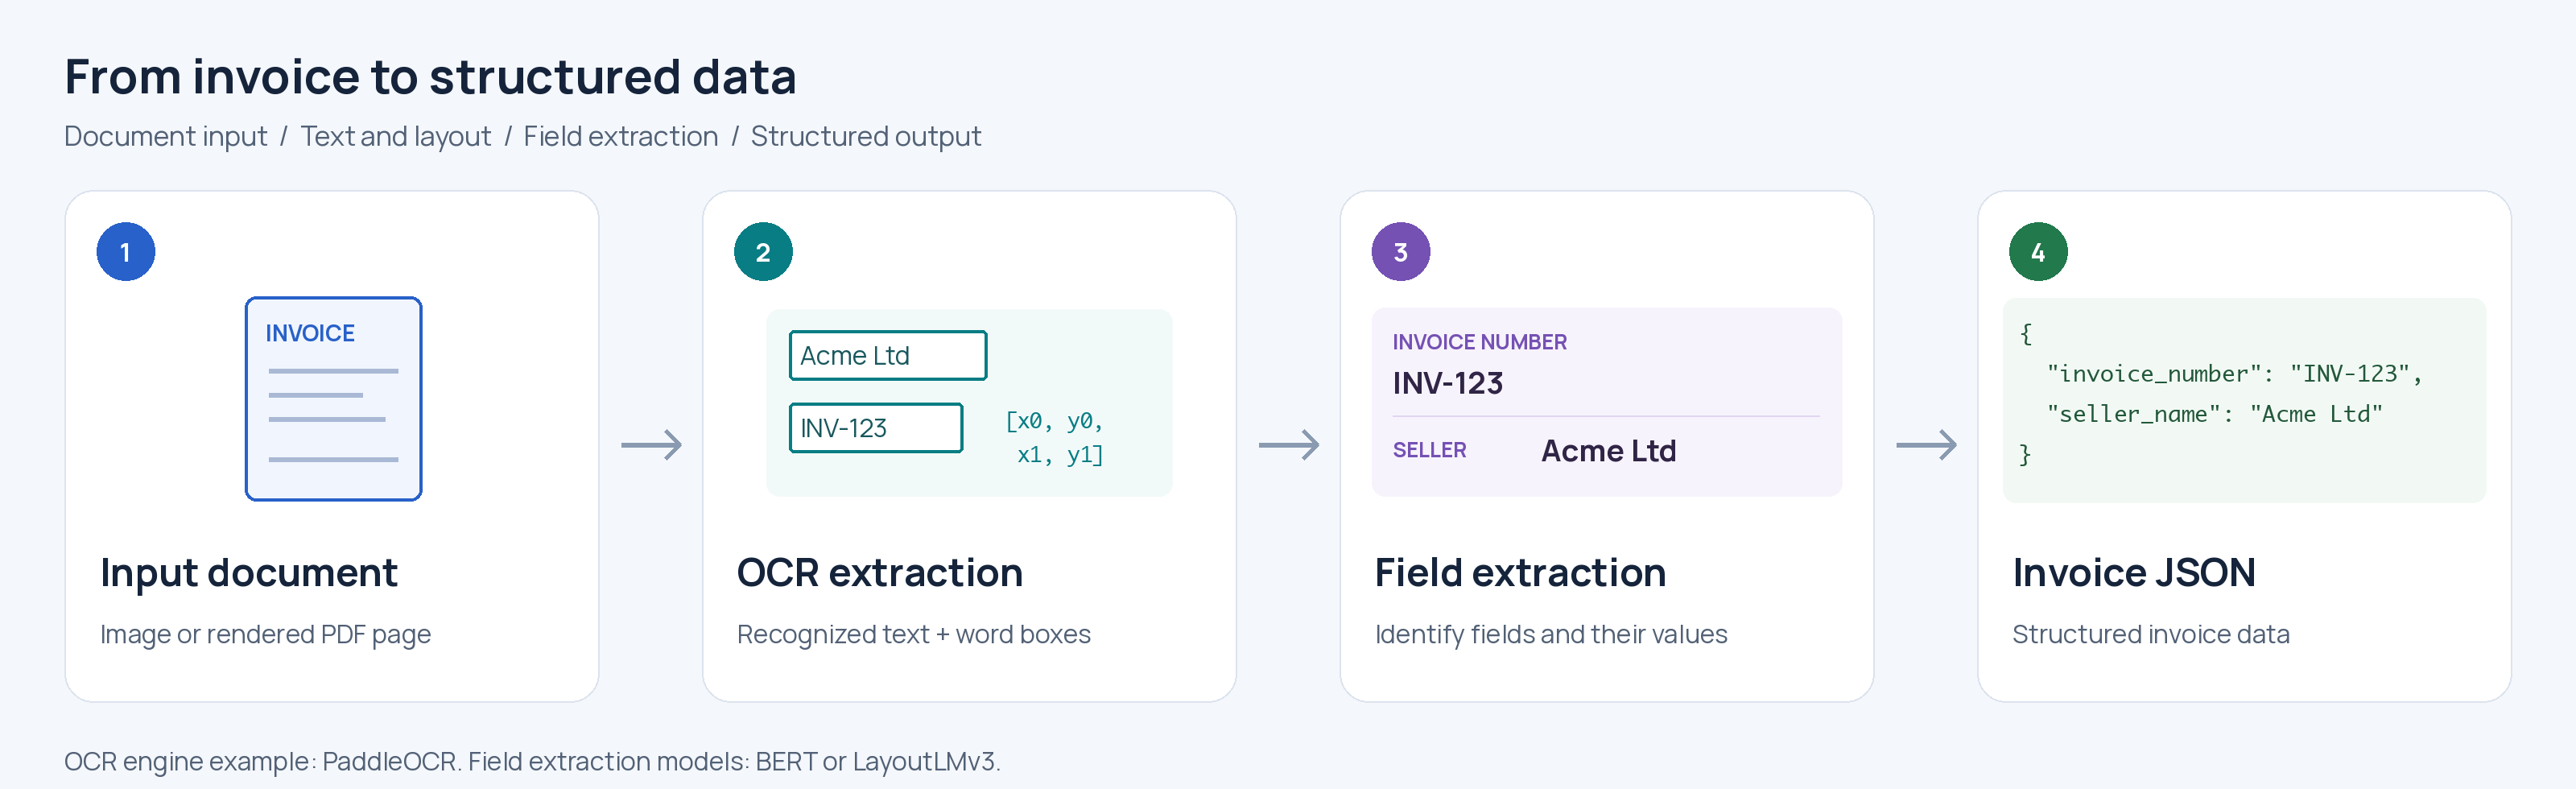 From invoice to structured data
Document input / Text and layout / Field extraction / Structured output
1
INVOICE
Input document
Image or rendered PDF page
2
Acme Ltd
INV-123
[x0, y0,
x1, y1]
OCR extraction
Recognized text + word boxes
3
INVOICE NUMBER
INV-123
SELLER Acme Ltd
Field extraction
Identify fields and their values
4
{
"invoice_number": "INV-123",
"seller_name": "Acme Ltd"
}
Invoice JSON
Structured invoice data
OCR engine example: PaddleOCR. Field extraction models: BERT or LayoutLMv3.